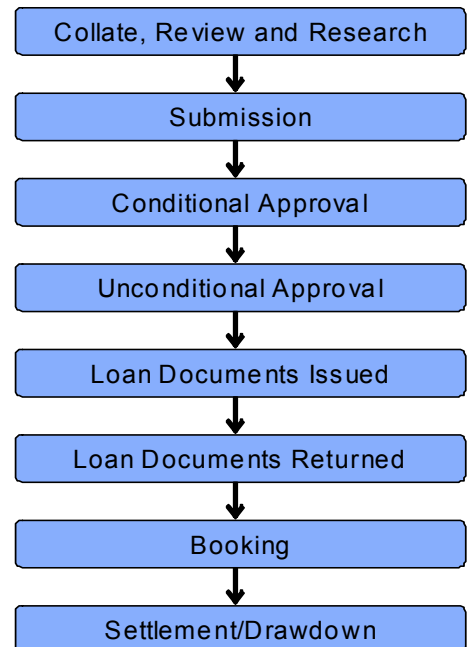 Collate, Review and Research
Submission
Conditional Approval
Unconditional Approval
Loan Documents Issued
Loan Documents Returned
Booking
Settlement/Drawdown